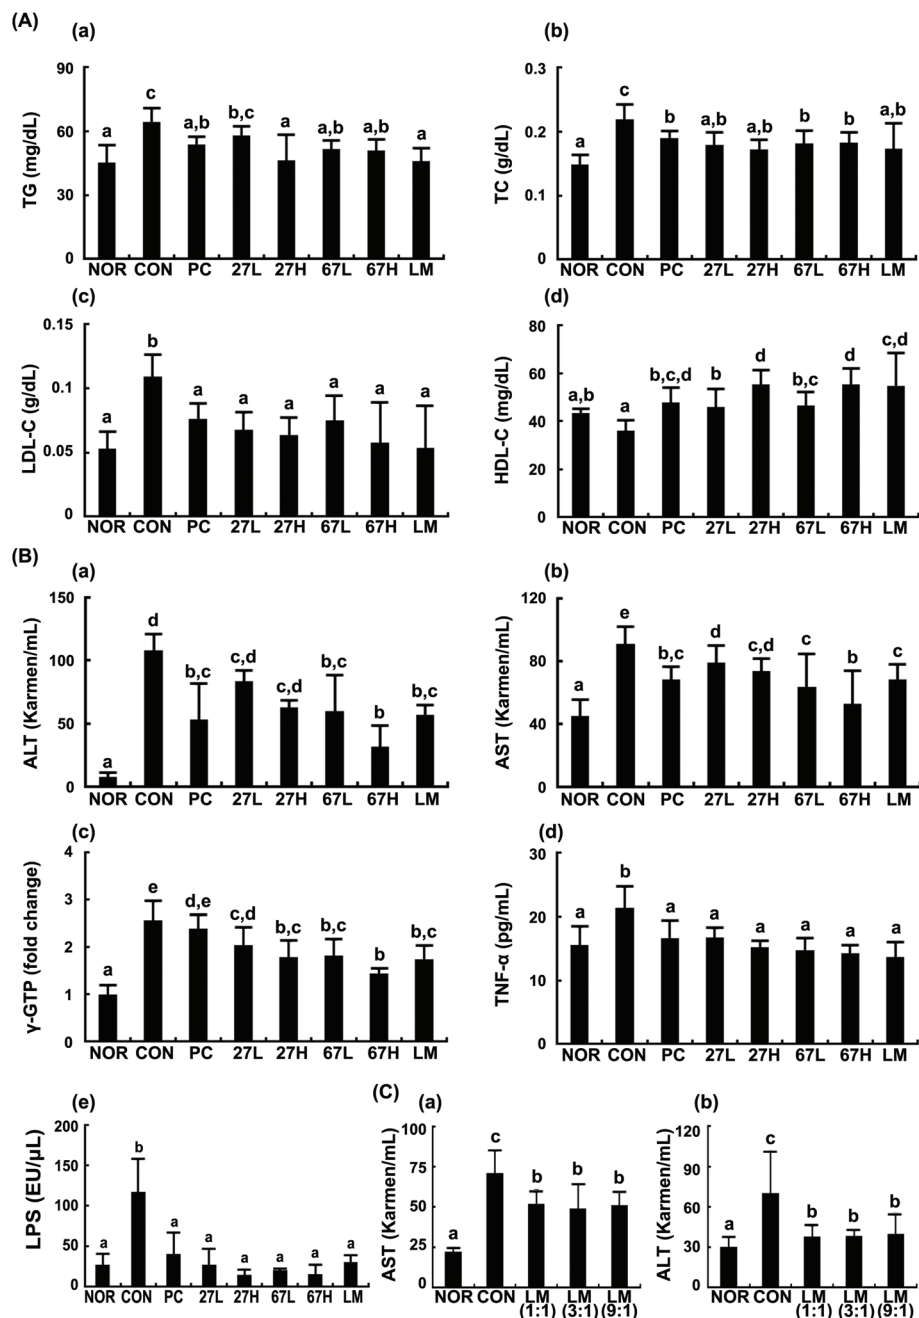 (A)
(a)
TG (mg/dL)
90
60
30
0
a
c
a,b
b,c
a
a,b
a,b
a
NOR CON PC 27L 27H 67L 67H LM
(b)
TC (g/dL)
0.3
0.2
0.1
0
a
c
b
a,b
a,b
b
b
a,b
NOR CON PC 27L 27H 67L 67H LM
(c)
LDL-C (g/dL)
0.15
0.1
0.05
0
a
b
a
a
a
a
a
a
NOR CON PC 27L 27H 67L 67H LM
(d)
HDL-C (mg/dL)
80
60
40
20
0
a,b
a
b,c,d
b
d
b,c
d
c,d
NOR CON PC 27L 27H 67L 67H LM
(B)
(a)
ALT (Karmen/mL)
150
100
50
0
a
d
b,c
c,d
c,d
b,c
b
b,c
NOR CON PC 27L 27H 67L 67H LM
(b)
AST (Karmen/mL)
120
80
40
0
a
e
b,c
d
c,d
c
b
c
NOR CON PC 27L 27H 67L 67H LM
(c)
γ-GTP (fold change)
4
3
2
1
0
a
e
d,e
c,d
b,c
b,c
b
b,c
NOR CON PC 27L 27H 67L 67H LM
(d)
TNF-α (pg/mL)
30
20
10
0
a
b
a
a
a
a
a
a
NOR CON PC 27L 27H 67L 67H LM
(e)
LPS (EU/μL)
200
150
100
50
0
a
b
a
a
a
a
a
a
NOR CON PC 27L 27H 67L 67H LM
(C)
(a)
AST (Karmen/mL)
100
75
50
25
0
a
c
b
b
b
NOR CON LM LM LM
(1:1) (3:1) (9:1)
(b)
ALT (Karmen/mL)
120
90
60
30
0
a
c
b
b
b
NOR CON LM LM LM
(1:1) (3:1) (9:1)